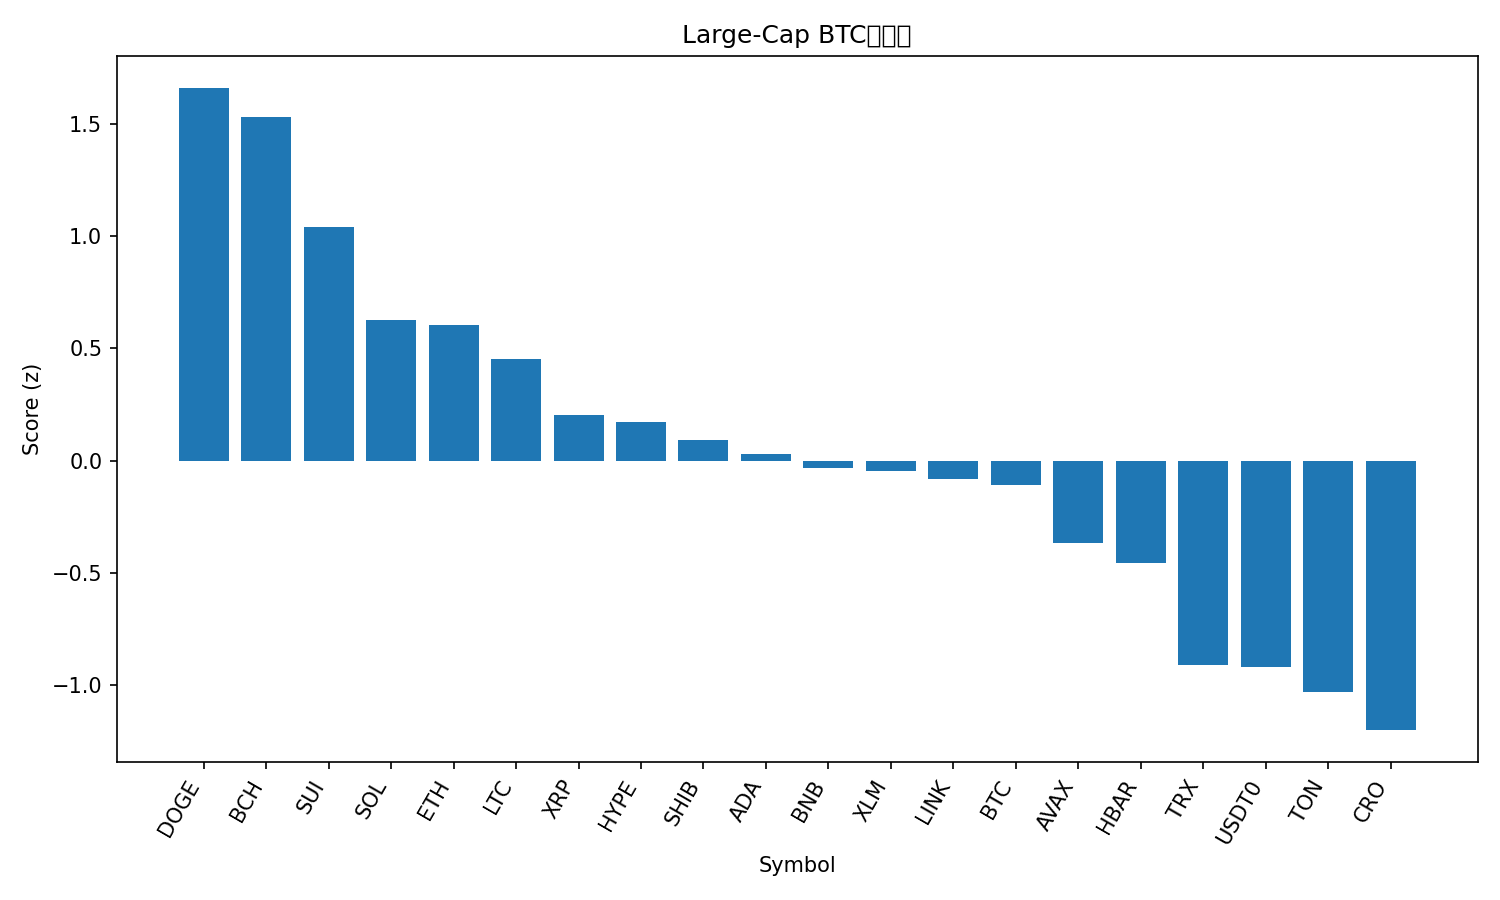 Large-Cap BTC
Score (z)
1.5
1.0
0.5
0.0
−0.5
−1.0
DOGE
BCH
SUI
SOL
ETH
LTC
XRP
HYPE
SHIB
ADA
BNB
XLM
LINK
BTC
AVAX
HBAR
TRX
USDT0
TON
CRO
Symbol